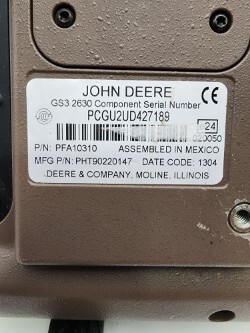 JOHN DEERE
GS3 2630 Component Serial Number
CE
PCGU2UD427189
24
020050
P/N: PFA10310 ASSEMBLED IN MEXICO
MFG P/N: PHT90220147 DATE CODE: 1304
DEERE & COMPANY, MOLINE, ILLINOIS